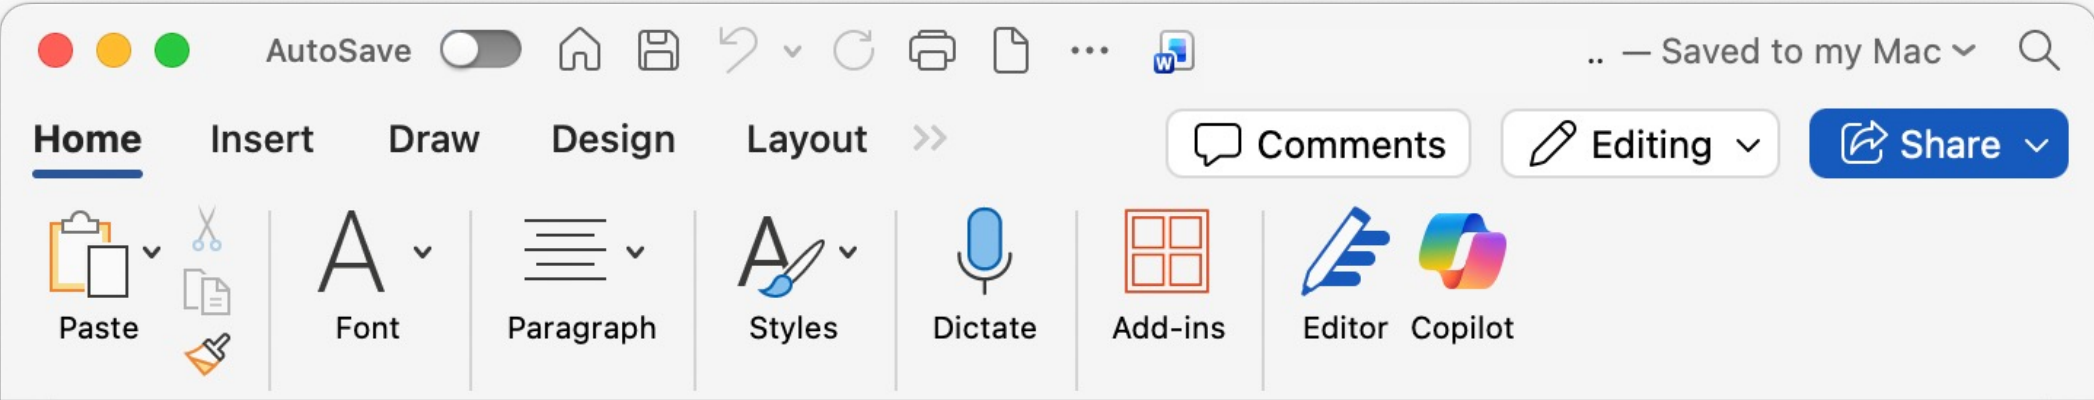 AutoSave .. — Saved to my Mac
Home Insert Draw Design Layout Comments Editing Share
Paste Font Paragraph Styles Dictate Add-ins Editor Copilot